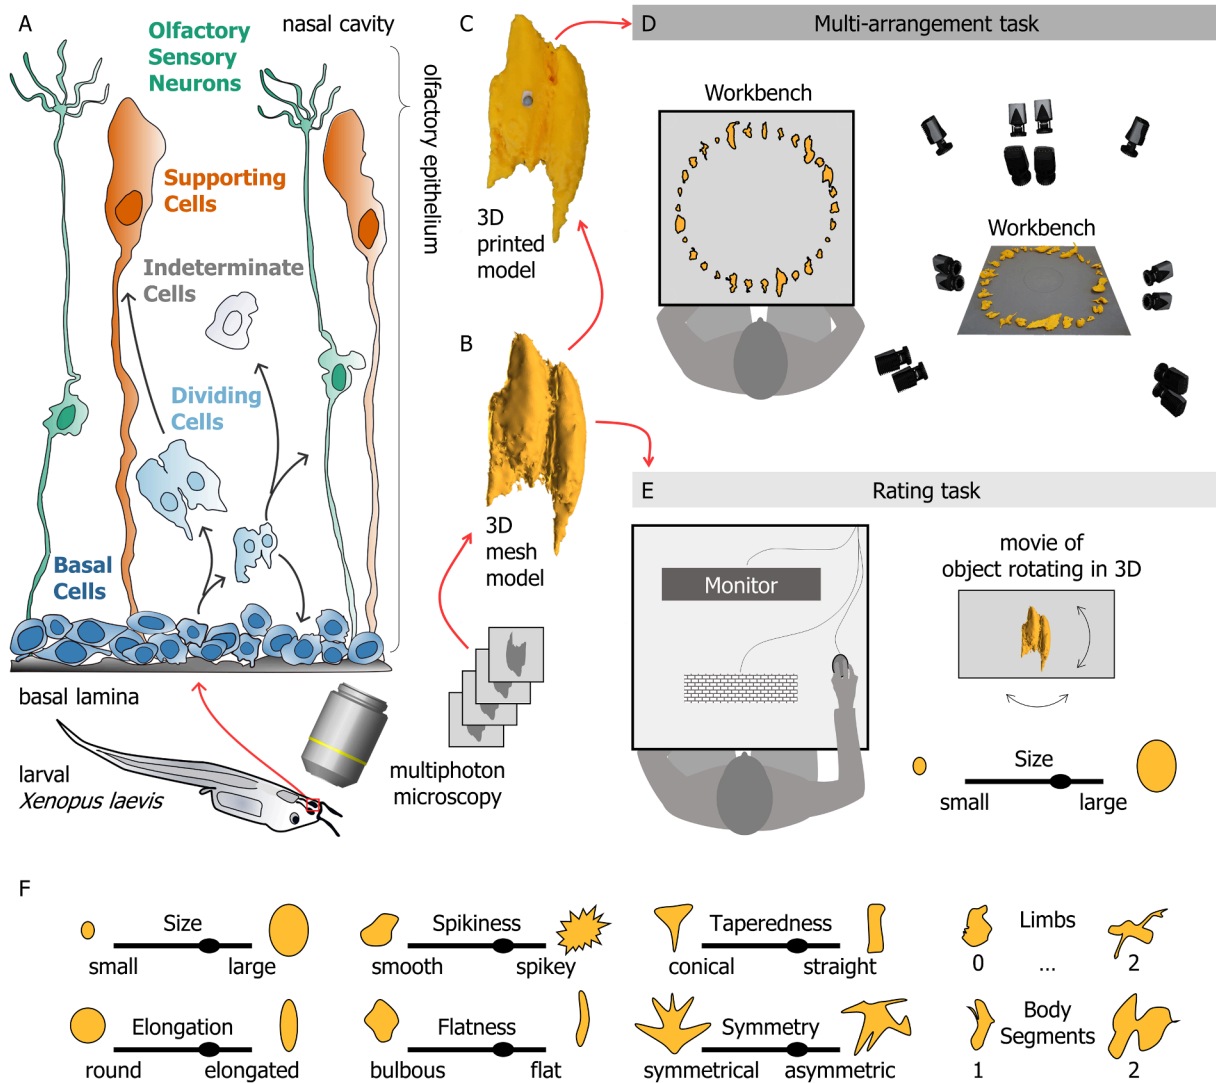 A
nasal cavity
Olfactory
Sensory
Neurons
olfactory epithelium
Supporting
Cells
Indeterminate
Cells
Dividing
Cells
Basal
Cells
basal lamina
larval
Xenopus laevis
multiphoton
microscopy
B
3D
mesh
model
C
3D
printed
model
D
Multi-arrangement task
Workbench
Workbench
E
Rating task
Monitor
movie of
object rotating in 3D
Size
small
large
F
Size
small
large
Spikiness
smooth
spikey
Taperedness
conical
straight
Limbs
0
...
2
Elongation
round
elongated
Flatness
bulbous
flat
Symmetry
symmetrical
asymmetric
Body
Segments
1
2